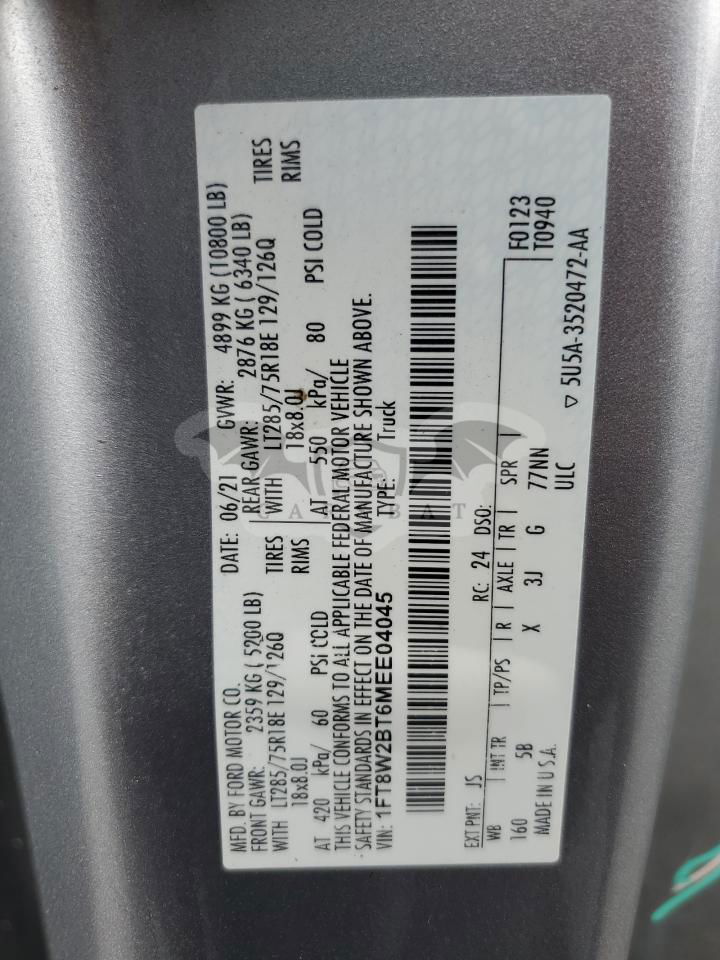 MFD. BY FORD MOTOR CO.
DATE: 06/21 GVWR: 4899 KG (10800 LB)
FRONT GAWR: 2359 KG ( 5200 LB) REAR GAWR: 2876 KG ( 6340 LB)
WITH LT285/75R18E 129/126Q TIRES WITH LT285/75R18E 129/126Q TIRES
18x8.0J RIMS 18x8.0J RIMS
AT 420 kPa/ 60 PSI COLD AT 550 kPa/ 80 PSI COLD
THIS VEHICLE CONFORMS TO ALL APPLICABLE FEDERAL MOTOR VEHICLE
SAFETY STANDARDS IN EFFECT ON THE DATE OF MANUFACTURE SHOWN ABOVE.
VIN: 1FT8W2BT6MEE04045 TYPE: Truck
EXT PNT: JS RC: 24 DSO:
WB INT TR TP/PS R AXLE TR SPR F0123
160 5B X 3J G 77NN T0940
MADE IN U.S.A. ULC
▽ 5U5A-3520472-AA
CARBAT